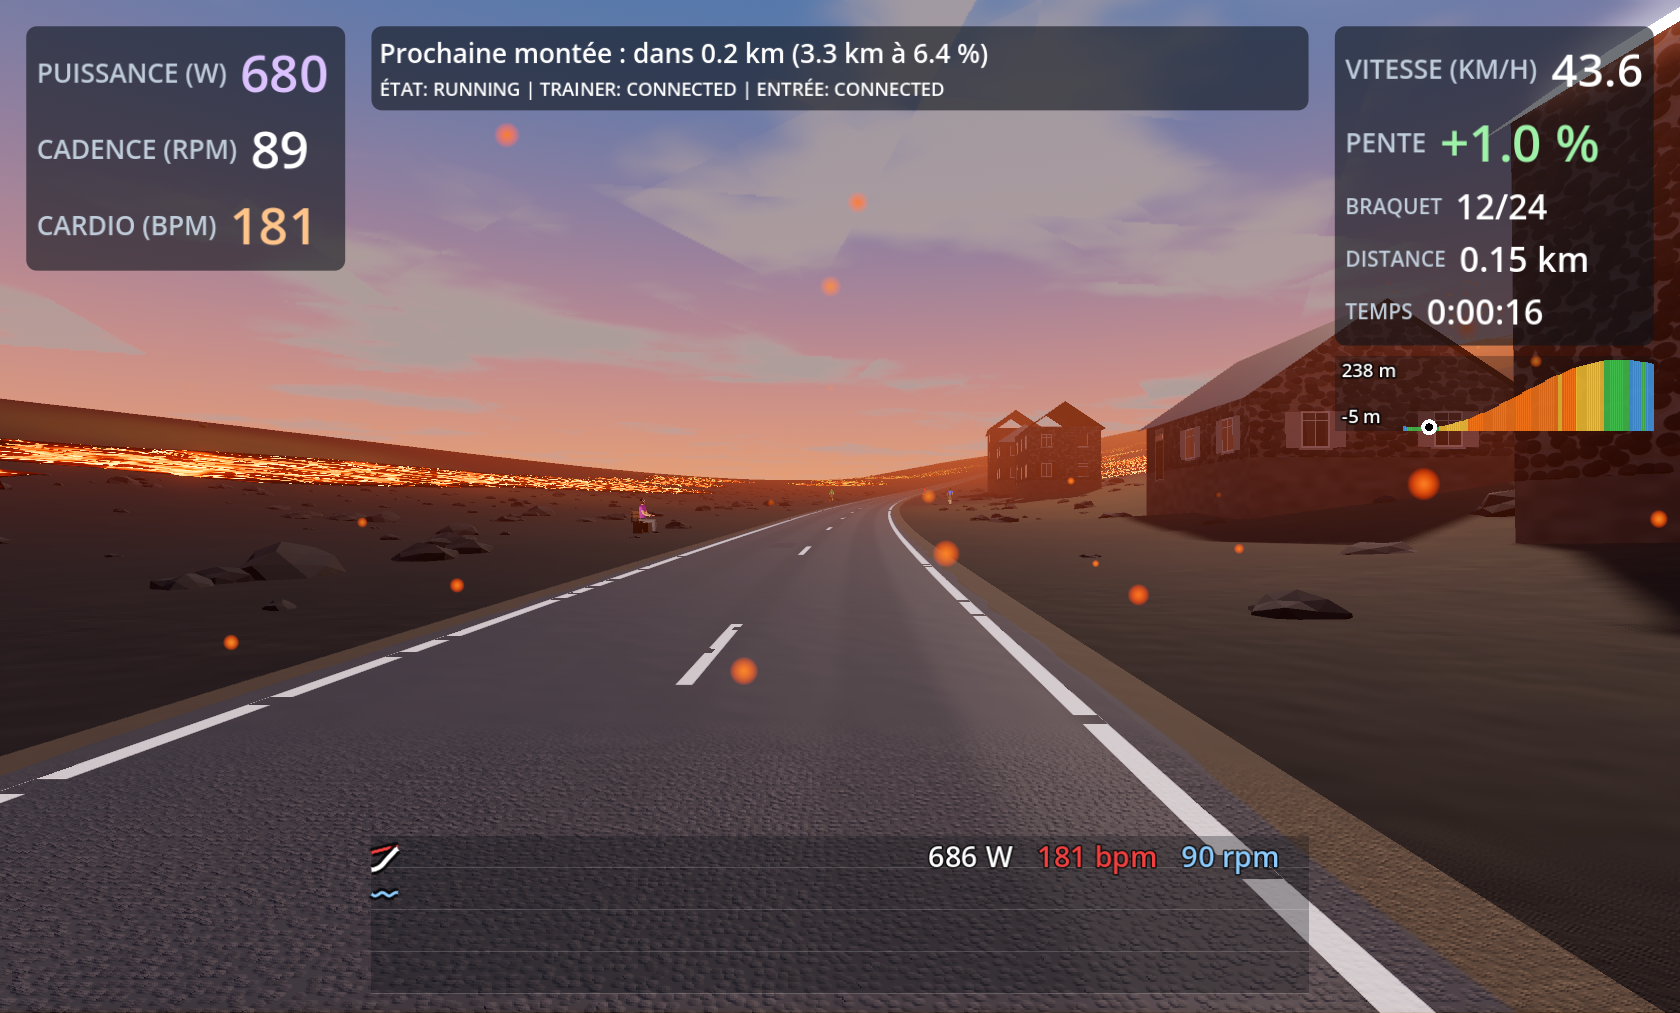 PUISSANCE (W) 680
CADENCE (RPM) 89
CARDIO (BPM) 181
Prochaine montée : dans 0.2 km (3.3 km à 6.4 %)
ÉTAT: RUNNING | TRAINER: CONNECTED | ENTRÉE: CONNECTED
VITESSE (KM/H) 43.6
PENTE +1.0 %
BRAQUET 12/24
DISTANCE 0.15 km
TEMPS 0:00:16
238 m
-5 m
686 W 181 bpm 90 rpm